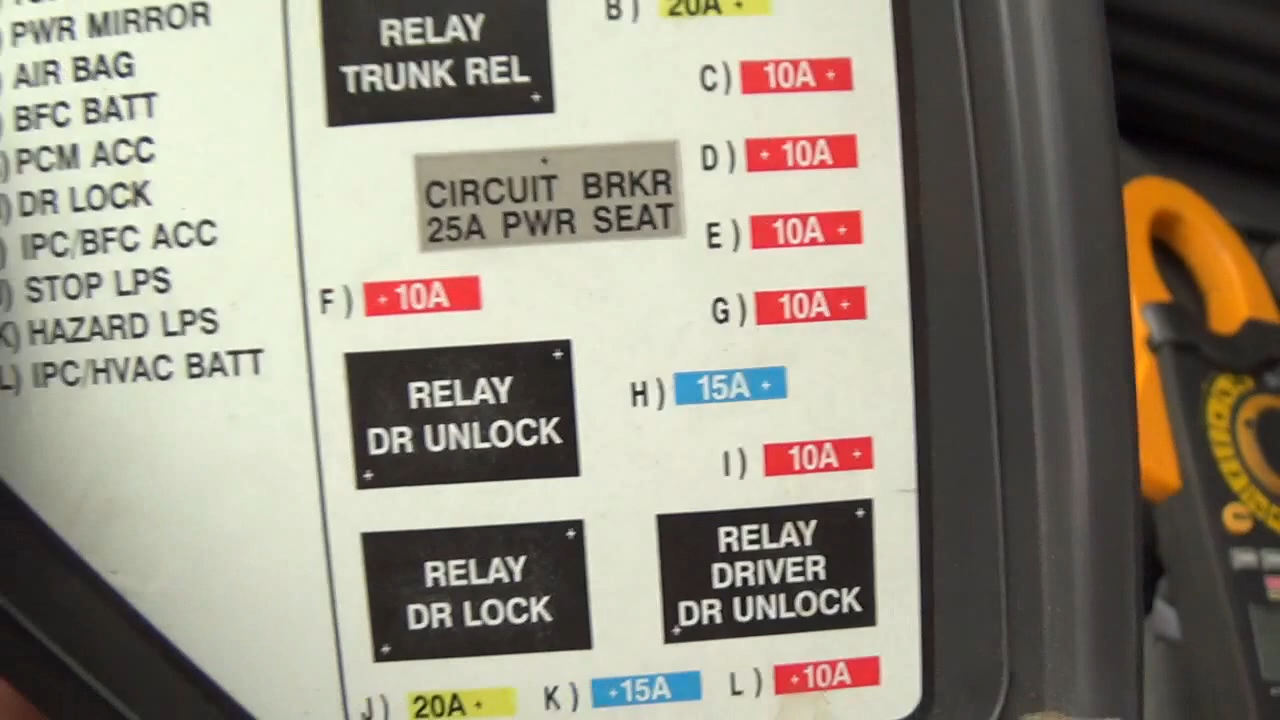 PWR MIRROR
AIR BAG
BFC BATT
PCM ACC
DR LOCK
IPC/BFC ACC
STOP LPS
K) HAZARD LPS
L) IPC/HVAC BATT
RELAY
TRUNK REL
B) 20A
C) 10A
CIRCUIT BRKR
25A PWR SEAT
D) 10A
E) 10A
F) 10A
G) 10A
RELAY
DR UNLOCK
H) 15A
I) 10A
RELAY
DR LOCK
RELAY
DRIVER
DR UNLOCK
J) 20A
K) 15A
L) 10A